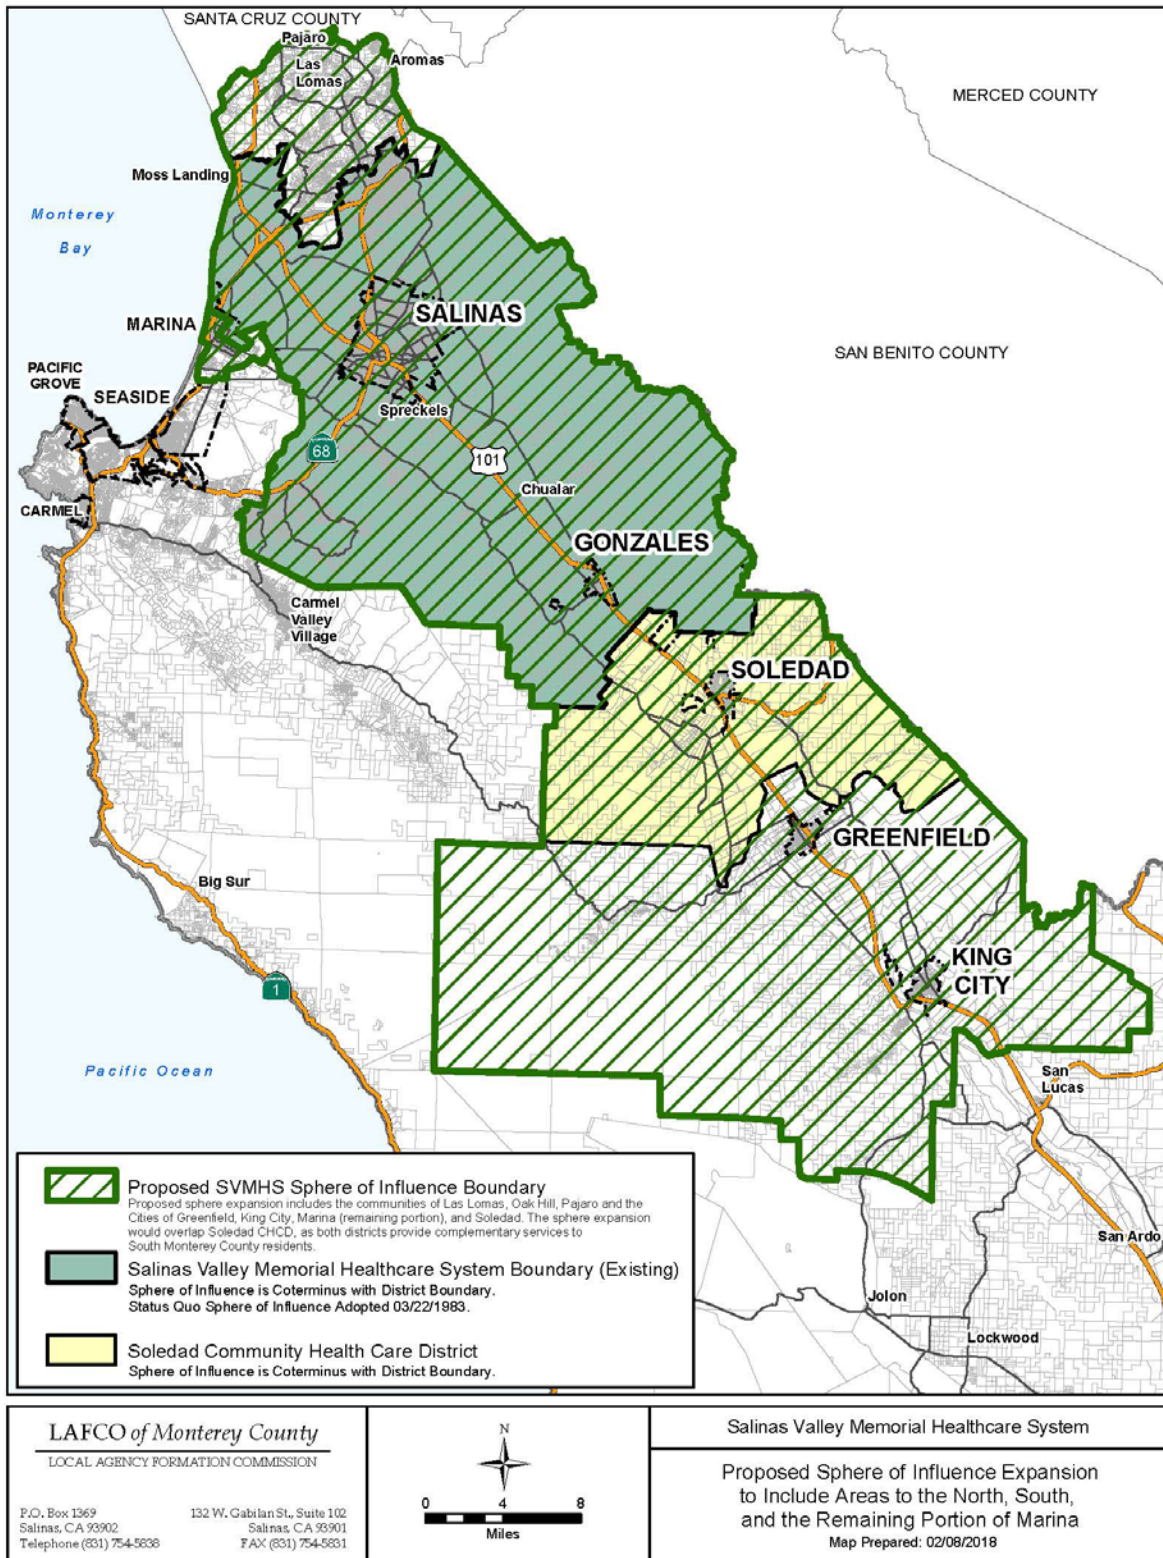 SANTA CRUZ COUNTY
Pajaro
Las
Lomas
Aromas
MERCED COUNTY
Moss Landing
Monterey
Bay
SALINAS
MARINA
SAN BENITO COUNTY
PACIFIC
GROVE
SEASIDE
Spreckels
68
101
Chualar
CARMEL
GONZALES
Carmel
Valley
Village
SOLEDAD
GREENFIELD
Big Sur
KING
CITY
1
Pacific Ocean
San
Lucas
San Ardo
Jolon
Lockwood
Proposed SVMHS Sphere of Influence Boundary
Proposed sphere expansion includes the communities of Las Lomas, Oak Hill, Pajaro and the
Cities of Greenfield, King City, Marina (remaining portion), and Soledad. The sphere expansion
would overlap Soledad CHCD, as both districts provide complementary services to
South Monterey County residents.
Salinas Valley Memorial Healthcare System Boundary (Existing)
Sphere of Influence is Coterminus with District Boundary.
Status Quo Sphere of Influence Adopted 03/22/1983.
Soledad Community Health Care District
Sphere of Influence is Coterminus with District Boundary.
LAFCO of Monterey County
LOCAL AGENCY FORMATION COMMISSION
P.O. Box 1369
Salinas, CA 93902
Telephone (831) 754-5838
132 W. Gabilan St., Suite 102
Salinas, CA 93901
FAX (831) 754-5831
N
0 4 8
Miles
Salinas Valley Memorial Healthcare System
Proposed Sphere of Influence Expansion
to Include Areas to the North, South,
and the Remaining Portion of Marina
Map Prepared: 02/08/2018